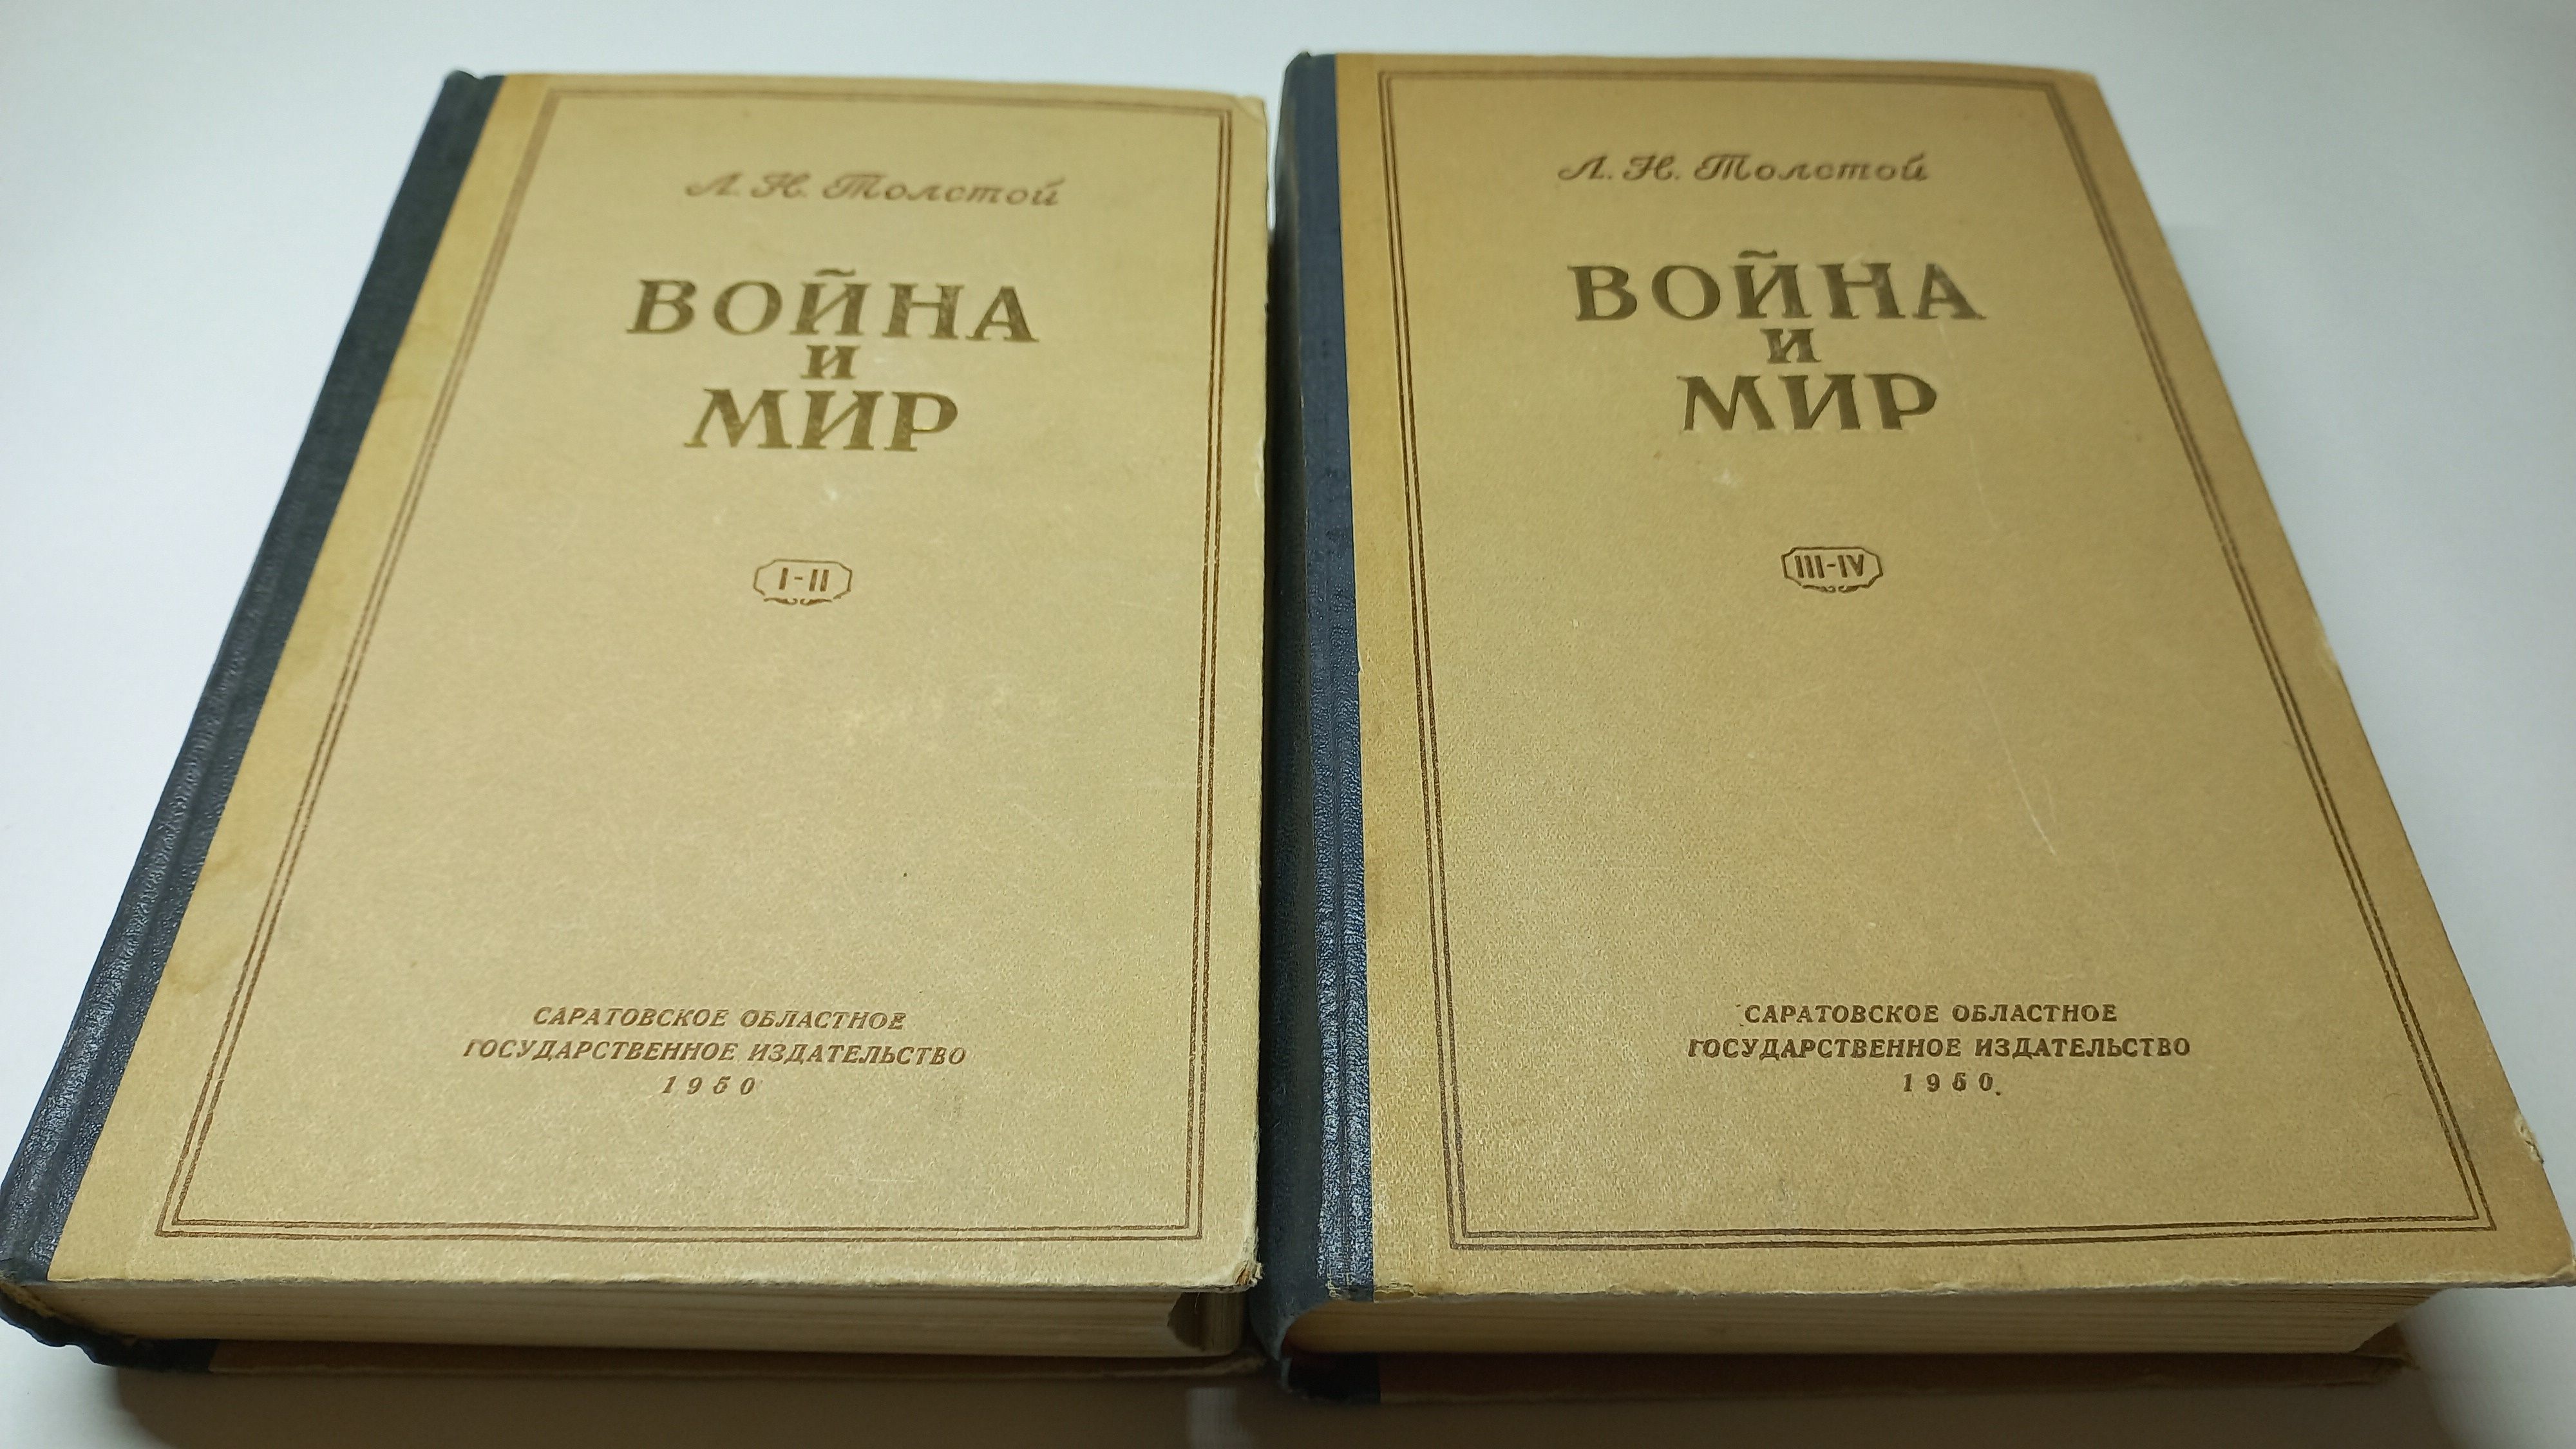 Л. Н. Толстой
ВОЙНА
И
МИР
I-II
САРАТОВСКОЕ ОБЛАСТНОЕ
ГОСУДАРСТВЕННОЕ ИЗДАТЕЛЬСТВО
1950
Л. Н. Толстой
ВОЙНА
И
МИР
III-IV
САРАТОВСКОЕ ОБЛАСТНОЕ
ГОСУДАРСТВЕННОЕ ИЗДАТЕЛЬСТВО
1950